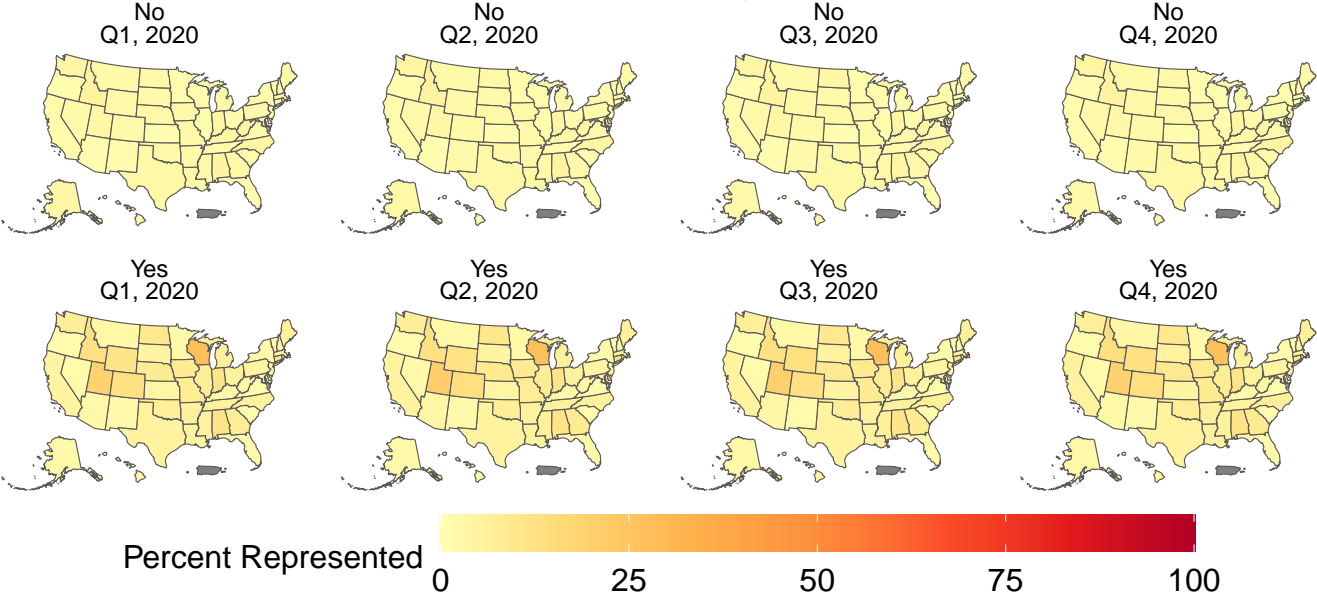 No
Q1, 2020
No
Q2, 2020
No
Q3, 2020
No
Q4, 2020
Yes
Q1, 2020
Yes
Q2, 2020
Yes
Q3, 2020
Yes
Q4, 2020
Percent Represented
0 25 50 75 100